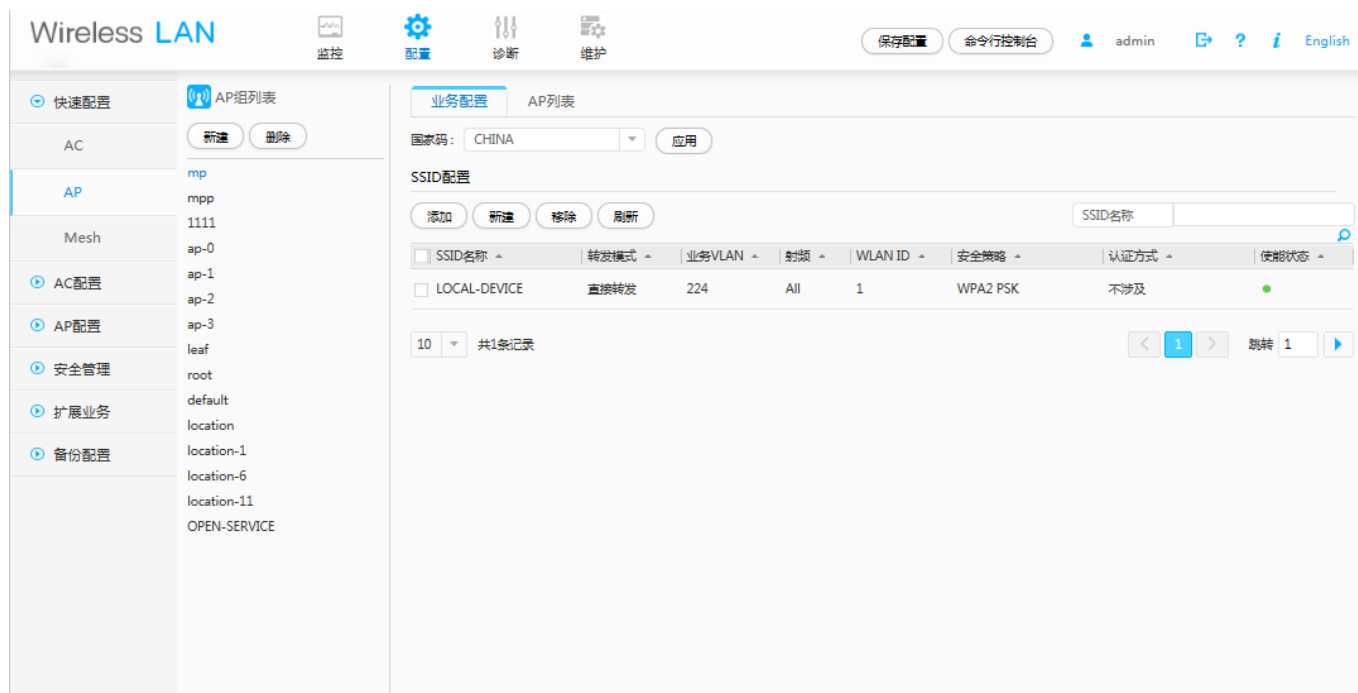 Wireless LAN
监控
配置
诊断
维护
保存配置
命令行控制台
admin
?
i
English
快速配置
AC
AP
Mesh
AC配置
AP配置
安全管理
扩展业务
备份配置
AP组列表
新建 删除
mp
mpp
1111
ap-0
ap-1
ap-2
ap-3
leaf
root
default
location
location-1
location-6
location-11
OPEN-SERVICE
业务配置 AP列表
国家码: CHINA 应用
SSID配置
添加 新建 移除 刷新 SSID名称
SSID名称 转发模式 业务VLAN 射频 WLAN ID 安全策略 认证方式 使能状态
LOCAL-DEVICE 直接转发 224 All 1 WPA2 PSK 不涉及
10 共1条记录 < 1 > 跳转 1